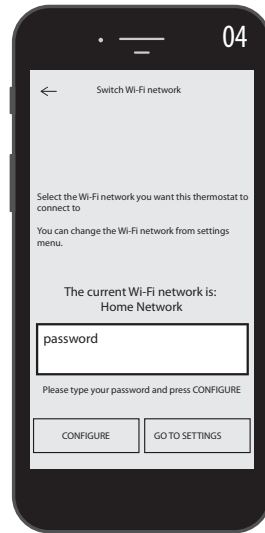 04
← Switch Wi-Fi network
Select the Wi-Fi network you want this thermostat to
connect to
You can change the Wi-Fi network from settings
menu.
The current Wi-Fi network is:
Home Network
password
Please type your password and press CONFIGURE
CONFIGURE GO TO SETTINGS